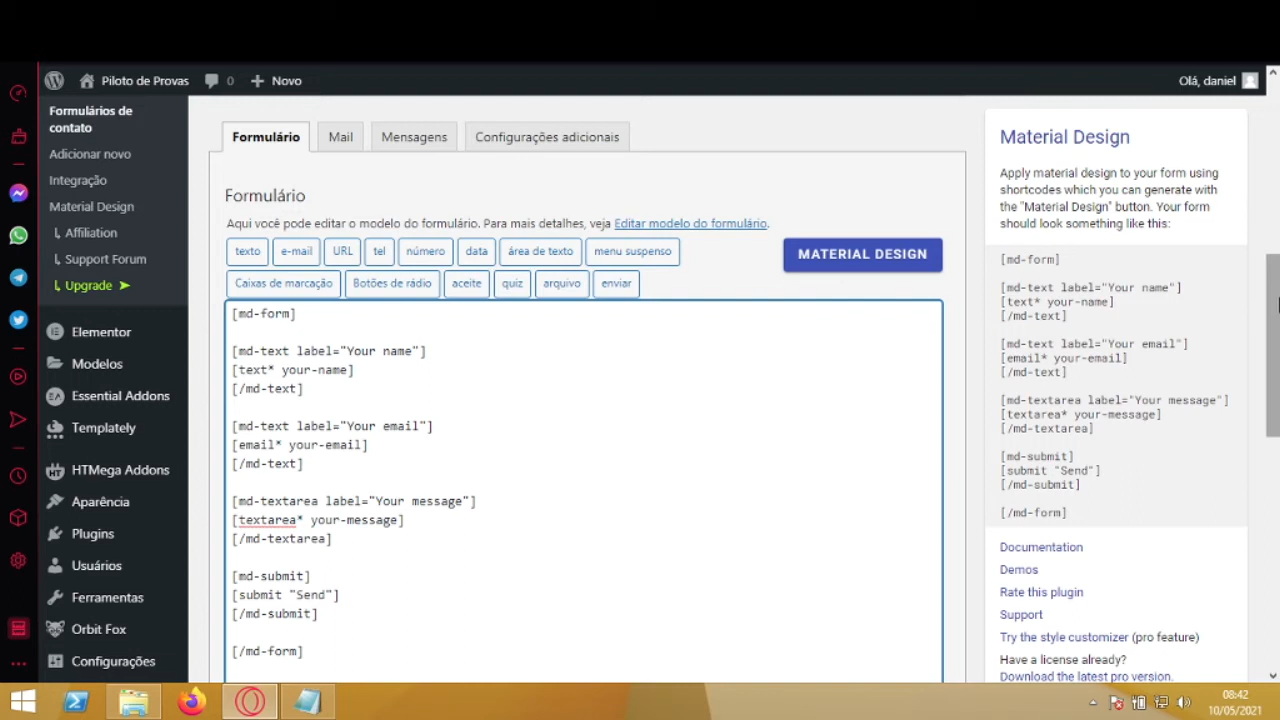 Piloto de Provas
0
Novo
Olá, daniel
Formulários de
contato
Adicionar novo
Integração
Material Design
↳ Affiliation
↳ Support Forum
↳ Upgrade ➤
Elementor
Modelos
EA
Essential Addons
Templately
HT
HTMega Addons
Aparência
Plugins
Usuários
Ferramentas
Orbit Fox
Configurações
Formulário
Mail
Mensagens
Configurações adicionais
Formulário
Aqui você pode editar o modelo do formulário. Para mais detalhes, veja Editar modelo do formulário.
texto
e-mail
URL
tel
número
data
área de texto
menu suspenso
MATERIAL DESIGN
Caixas de marcação
Botões de rádio
aceite
quiz
arquivo
enviar
[md-form]
[md-text label="Your name"]
[text* your-name]
[/md-text]
[md-text label="Your email"]
[email* your-email]
[/md-text]
[md-textarea label="Your message"]
[textarea* your-message]
[/md-textarea]
[md-submit]
[submit "Send"]
[/md-submit]
[/md-form]
Material Design
Apply material design to your form using
shortcodes which you can generate with
the "Material Design" button. Your form
should look something like this:
[md-form]
[md-text label="Your name"]
[text* your-name]
[/md-text]
[md-text label="Your email"]
[email* your-email]
[/md-text]
[md-textarea label="Your message"]
[textarea* your-message]
[/md-textarea]
[md-submit]
[submit "Send"]
[/md-submit]
[/md-form]
Documentation
Demos
Rate this plugin
Support
Try the style customizer (pro feature)
Have a license already?
Download the latest pro version.
08:42
10/05/2021